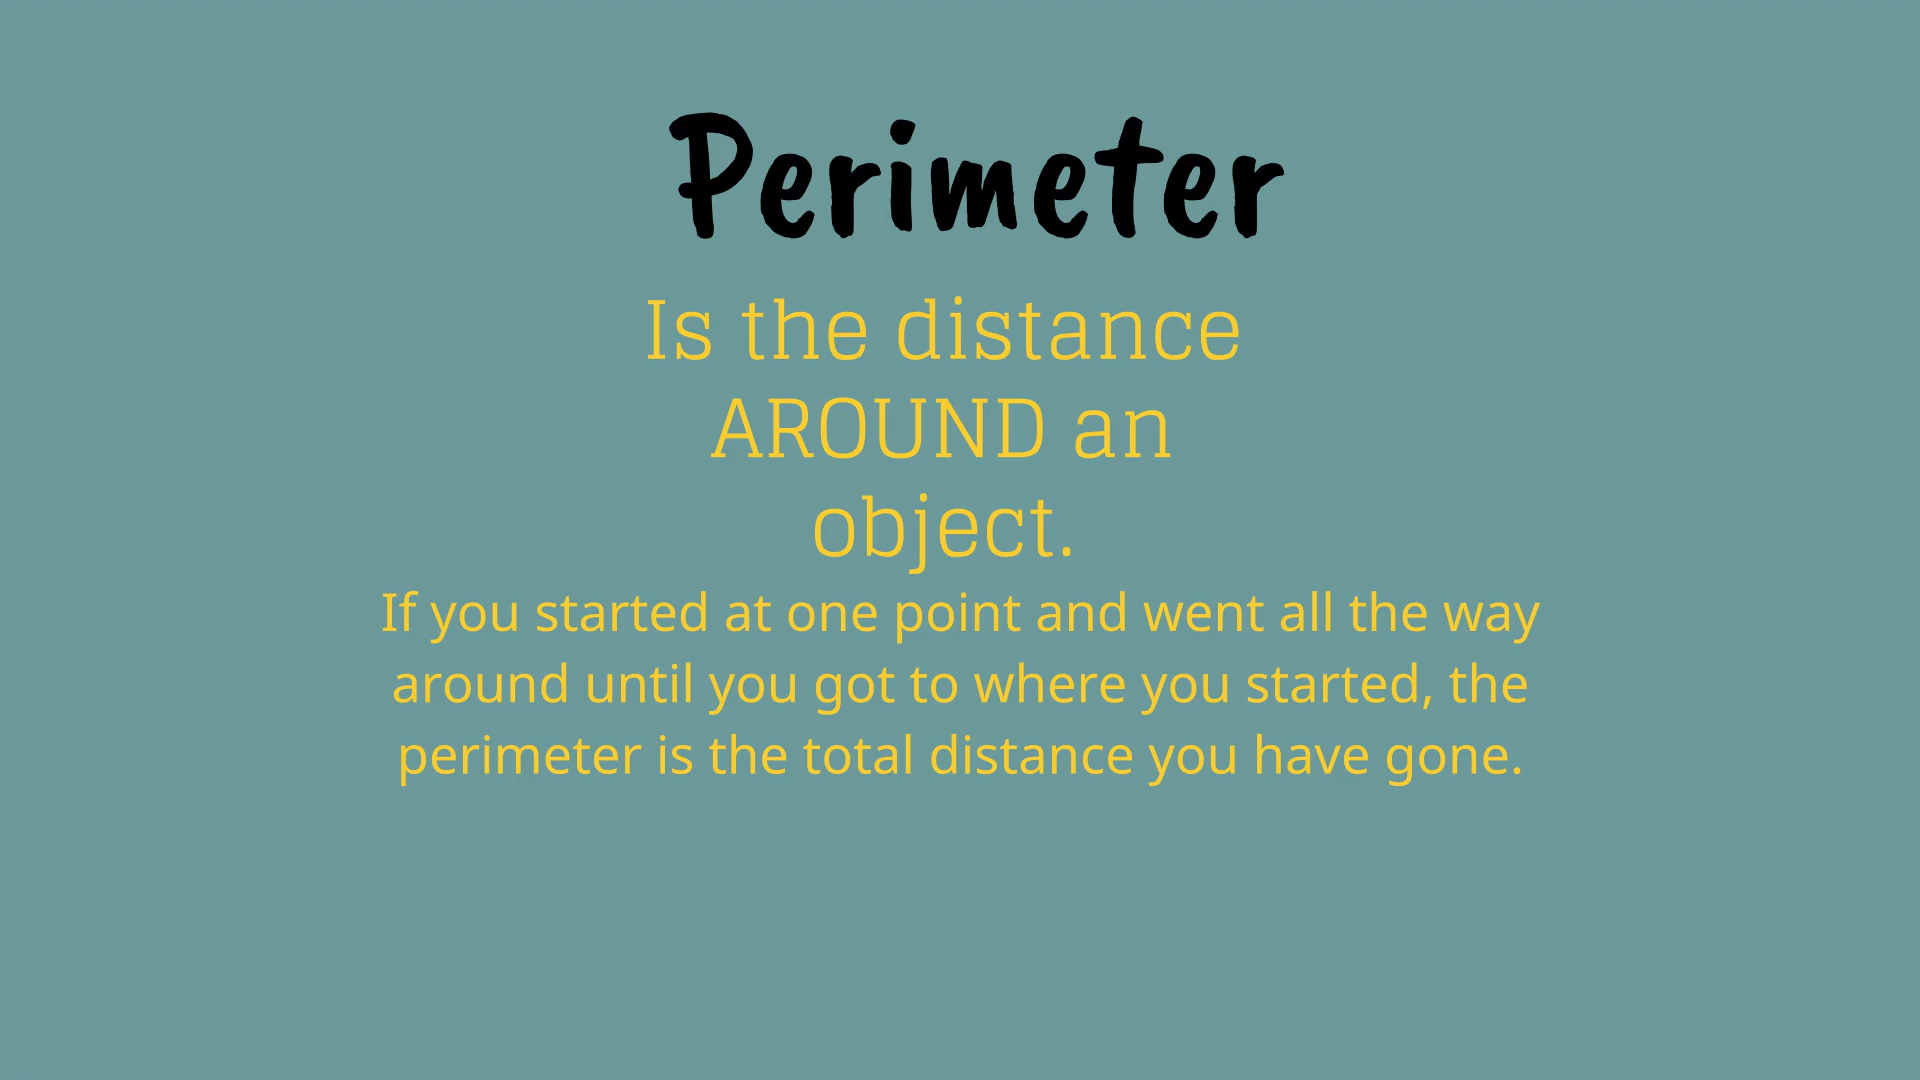 Perimeter
Is the distance
AROUND an
object.
If you started at one point and went all the way
around until you got to where you started, the
perimeter is the total distance you have gone.